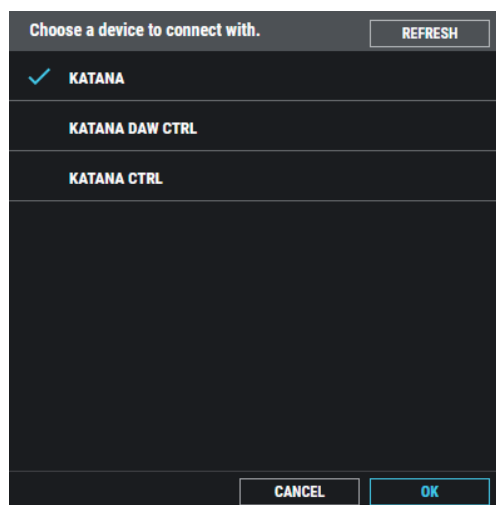 Choose a device to connect with.
REFRESH
KATANA
KATANA DAW CTRL
KATANA CTRL
CANCEL
OK